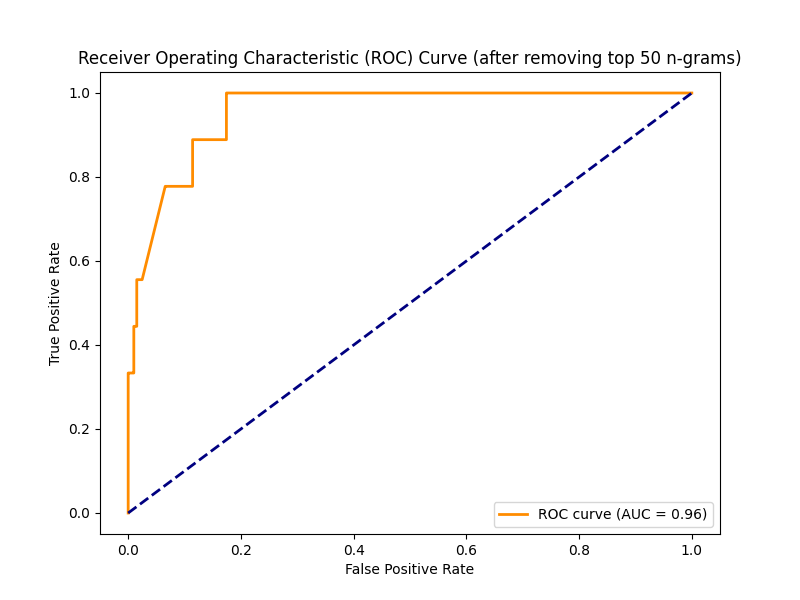 Receiver Operating Characteristic (ROC) Curve (after removing top 50 n-grams)
1.0
0.8
0.6
0.4
0.2
0.0
True Positive Rate
ROC curve (AUC = 0.96)
0.0 0.2 0.4 0.6 0.8 1.0
False Positive Rate